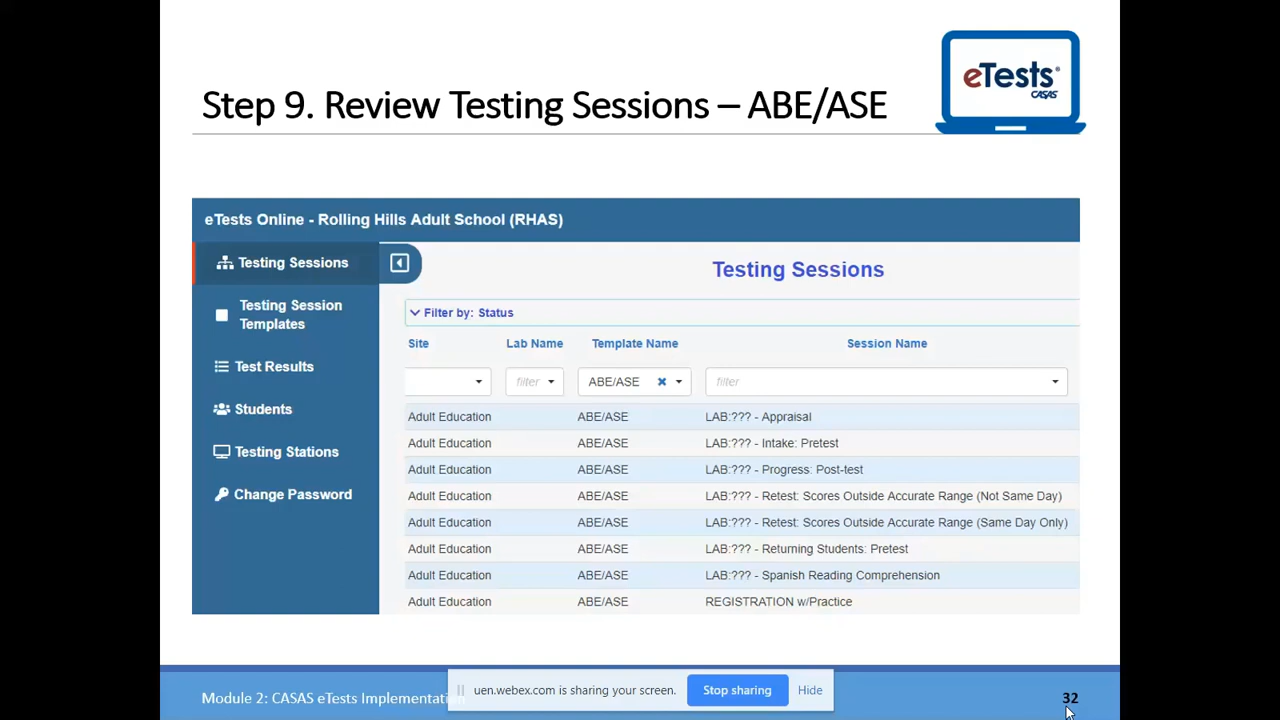 Step 9. Review Testing Sessions – ABE/ASE
eTests®
CASAS
eTests Online - Rolling Hills Adult School (RHAS)
Testing Sessions
Testing Session
Templates
Test Results
Students
Testing Stations
Change Password
Testing Sessions
Filter by: Status
Site Lab Name Template Name Session Name
filter ABE/ASE filter
Adult Education ABE/ASE LAB:??? - Appraisal
Adult Education ABE/ASE LAB:??? - Intake: Pretest
Adult Education ABE/ASE LAB:??? - Progress: Post-test
Adult Education ABE/ASE LAB:??? - Retest: Scores Outside Accurate Range (Not Same Day)
Adult Education ABE/ASE LAB:??? - Retest: Scores Outside Accurate Range (Same Day Only)
Adult Education ABE/ASE LAB:??? - Returning Students: Pretest
Adult Education ABE/ASE LAB:??? - Spanish Reading Comprehension
Adult Education ABE/ASE REGISTRATION w/Practice
Module 2: CASAS eTests Implementatio
uen.webex.com is sharing your screen. Stop sharing Hide
32